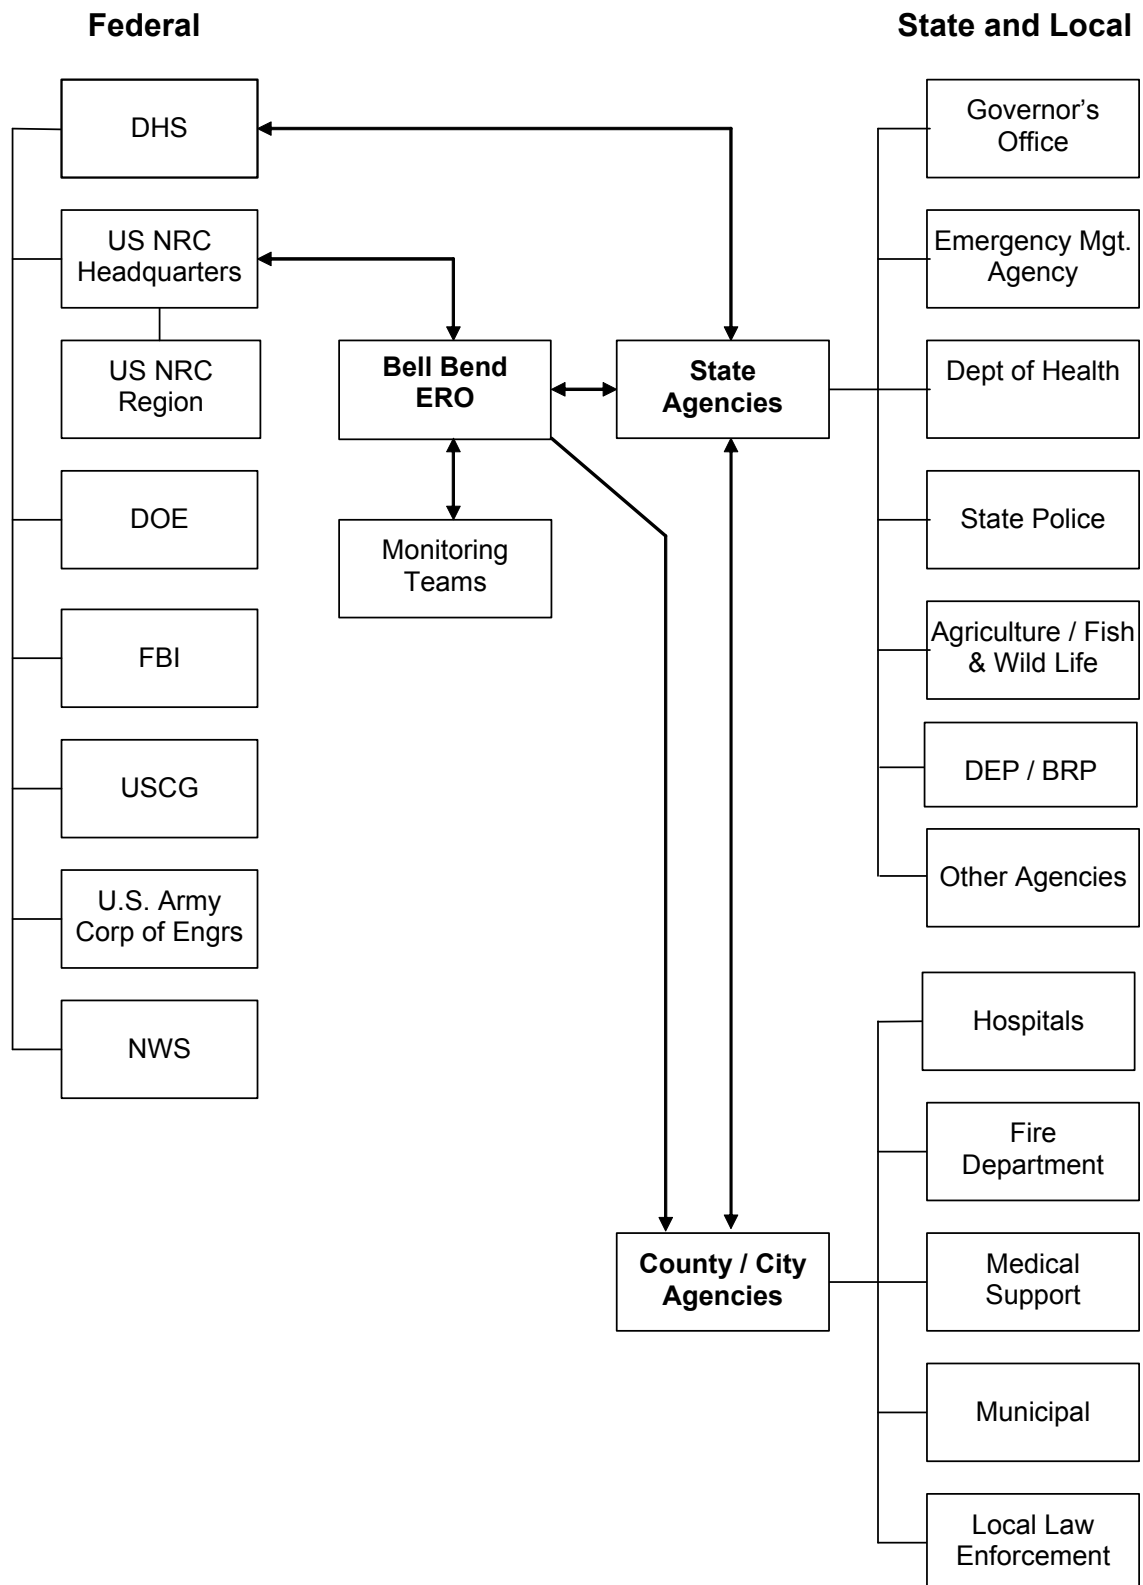 Federal
State and Local
DHS
US NRC
Headquarters
US NRC
Region
DOE
FBI
USCG
U.S. Army
Corp of Engrs
NWS
Bell Bend
ERO
Monitoring
Teams
State
Agencies
County / City
Agencies
Governor’s
Office
Emergency Mgt.
Agency
Dept of Health
State Police
Agriculture / Fish
& Wild Life
DEP / BRP
Other Agencies
Hospitals
Fire
Department
Medical
Support
Municipal
Local Law
Enforcement